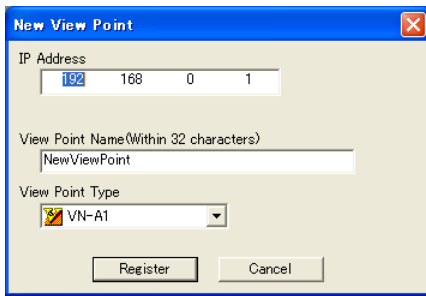 New View Point
IP Address
192 168 0 1
View Point Name(Within 32 characters)
NewViewPoint
View Point Type
VN-A1
Register Cancel